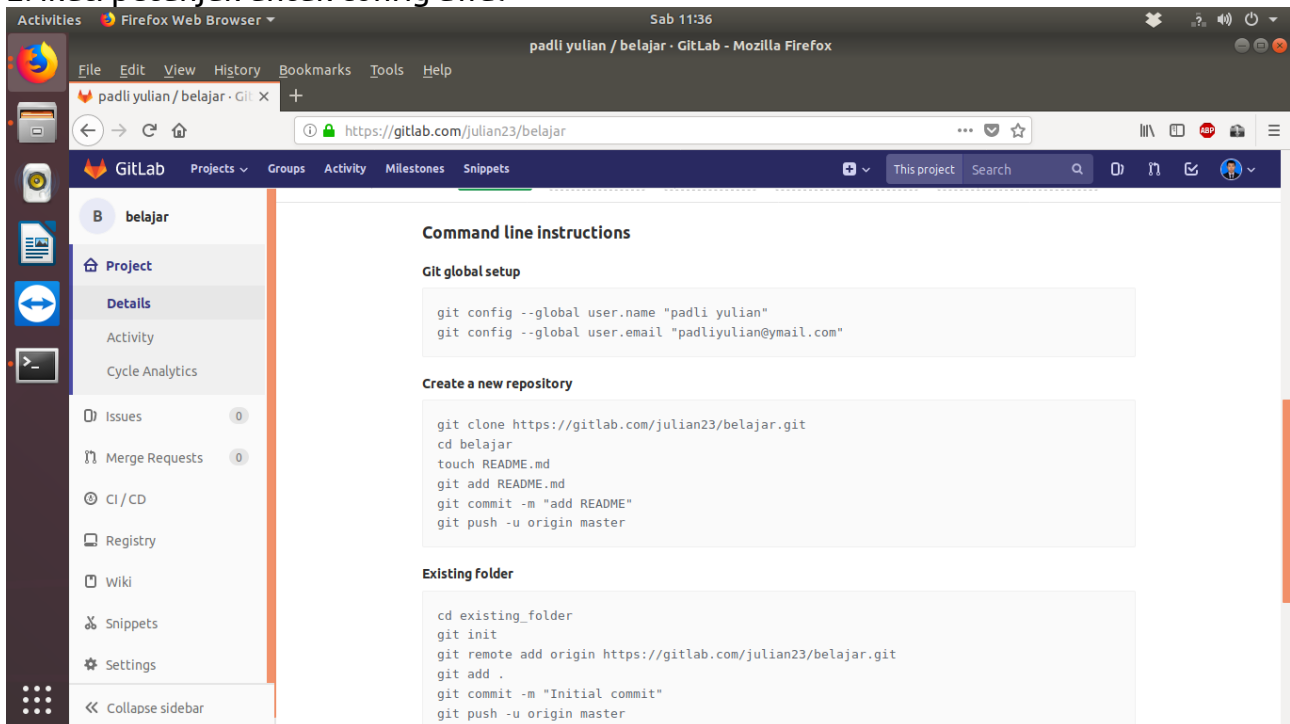 Activities Firefox Web Browser Sab 11:36
padli yulian / belajar · GitLab - Mozilla Firefox
File Edit View History Bookmarks Tools Help
padli yulian / belajar · Git
https://gitlab.com/julian23/belajar
ABP
GitLab Projects Groups Activity Milestones Snippets This project Search
B belajar
Project
Details
Activity
Cycle Analytics
Issues 0
Merge Requests 0
CI / CD
Registry
Wiki
Snippets
Settings
Collapse sidebar
Command line instructions
Git global setup
git config --global user.name "padli yulian"
git config --global user.email "padliyulian@ymail.com"
Create a new repository
git clone https://gitlab.com/julian23/belajar.git
cd belajar
touch README.md
git add README.md
git commit -m "add README"
git push -u origin master
Existing folder
cd existing_folder
git init
git remote add origin https://gitlab.com/julian23/belajar.git
git add .
git commit -m "Initial commit"
git push -u origin master